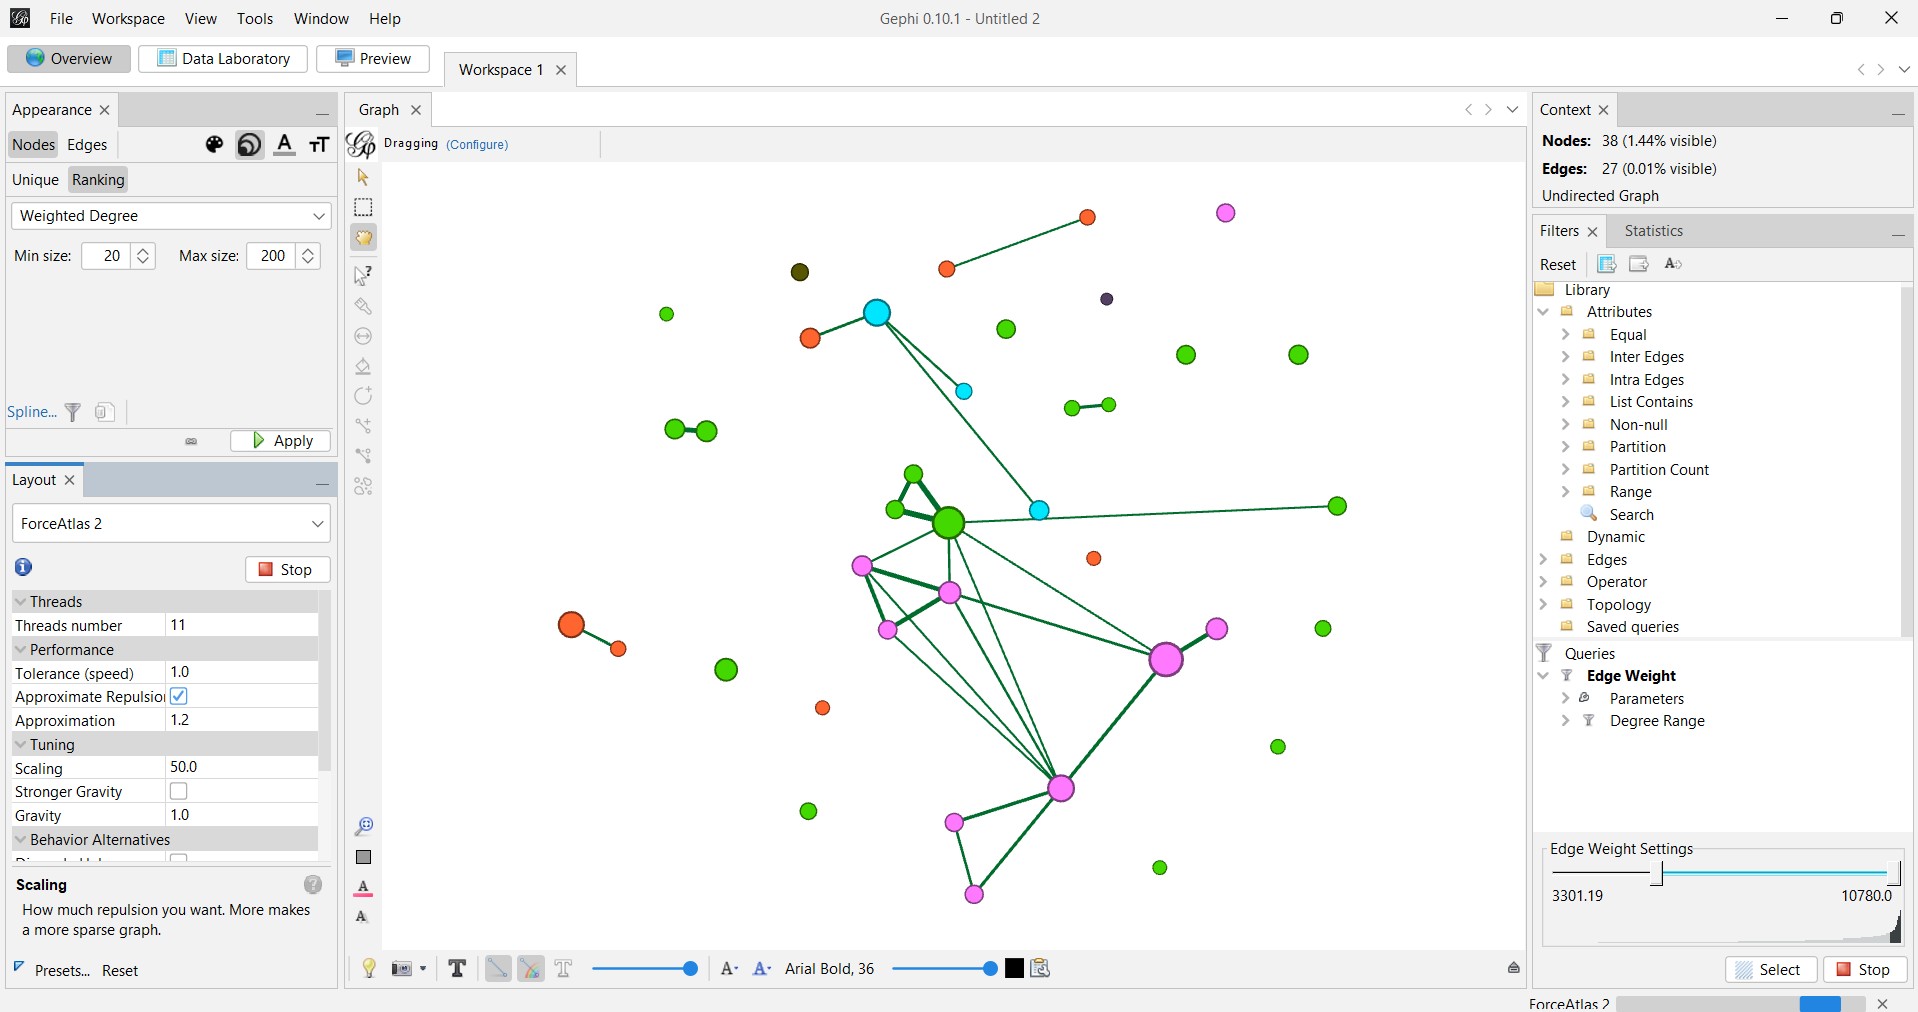 File Workspace View Tools Window Help
Gephi 0.10.1 - Untitled 2
Overview Data Laboratory Preview
Workspace 1
Appearance
Nodes Edges
Unique Ranking
Weighted Degree
Min size: 20 Max size: 200
Spline...
Apply
Layout
ForceAtlas 2
Stop
Threads
Threads number 11
Performance
Tolerance (speed) 1.0
Approximate Repulsio
Approximation 1.2
Tuning
Scaling 50.0
Stronger Gravity
Gravity 1.0
Behavior Alternatives
Scaling
How much repulsion you want. More makes
a more sparse graph.
Presets... Reset
Graph
Dragging (Configure)
Arial Bold, 36
Context
Nodes: 38 (1.44% visible)
Edges: 27 (0.01% visible)
Undirected Graph
Filters Statistics
Reset
Library
Attributes
Equal
Inter Edges
Intra Edges
List Contains
Non-null
Partition
Partition Count
Range
Search
Dynamic
Edges
Operator
Topology
Saved queries
Queries
Edge Weight
Parameters
Degree Range
Edge Weight Settings
3301.19 10780.0
Select Stop
ForceAtlas 2